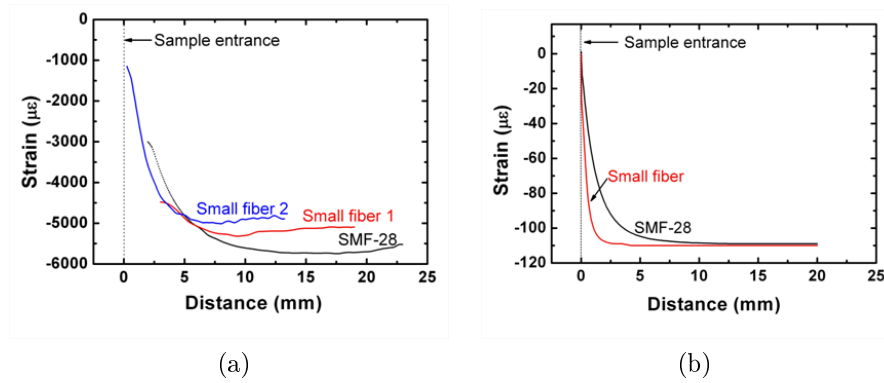 0
-1000
-2000
-3000
-4000
-5000
-6000
Strain (με)
Sample entrance
Small fiber 2
Small fiber 1
SMF-28
0 5 10 15 20 25
Distance (mm)
(a)
0
-20
-40
-60
-80
-100
-120
Strain (με)
Sample entrance
Small fiber
SMF-28
0 5 10 15 20 25
Distance (mm)
(b)